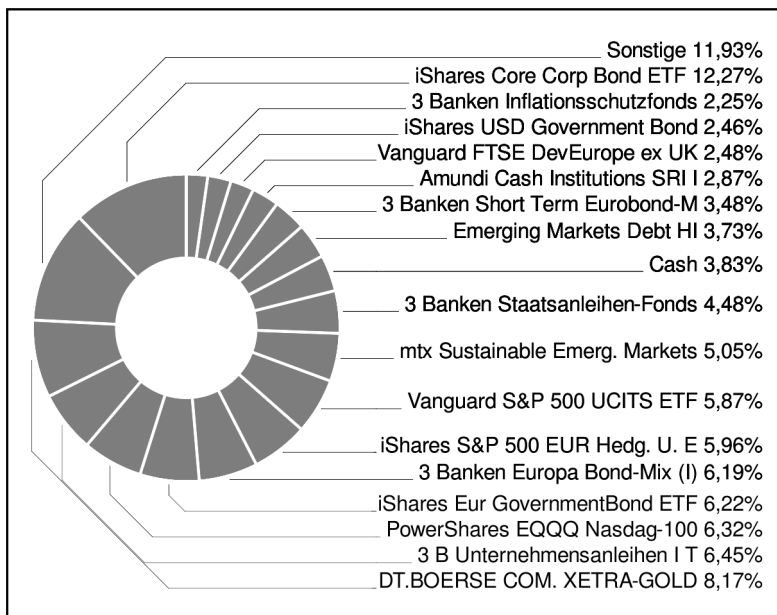 Sonstige 11,93%
iShares Core Corp Bond ETF 12,27%
3 Banken Inflationsschutzfonds 2,25%
iShares USD Government Bond 2,46%
Vanguard FTSE DevEurope ex UK 2,48%
Amundi Cash Institutions SRI I 2,87%
3 Banken Short Term Eurobond-M 3,48%
Emerging Markets Debt HI 3,73%
Cash 3,83%
3 Banken Staatsanleihen-Fonds 4,48%
mtx Sustainable Emerg. Markets 5,05%
Vanguard S&P 500 UCITS ETF 5,87%
iShares S&P 500 EUR Hedg. U. E 5,96%
3 Banken Europa Bond-Mix (I) 6,19%
iShares Eur GovernmentBond ETF 6,22%
PowerShares EQQQ Nasdag-100 6,32%
3 B Unternehmensanleihen I T 6,45%
DT.BOERSE COM. XETRA-GOLD 8,17%